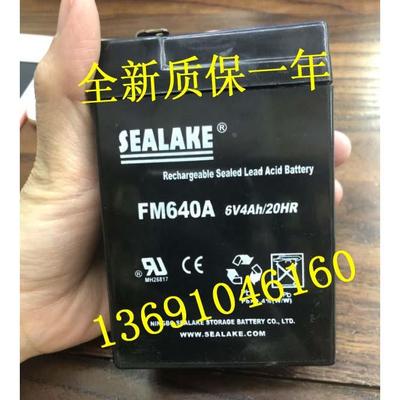 全新质保一年
SEALAKE®
Rechargeable Sealed Lead Acid Battery
FM640A 6V4Ah/20HR
MH26817
13691046160
NINGBO SEALAKE STORAGE BATTERY CO., LTD.
WWW.SEALAKE.COM